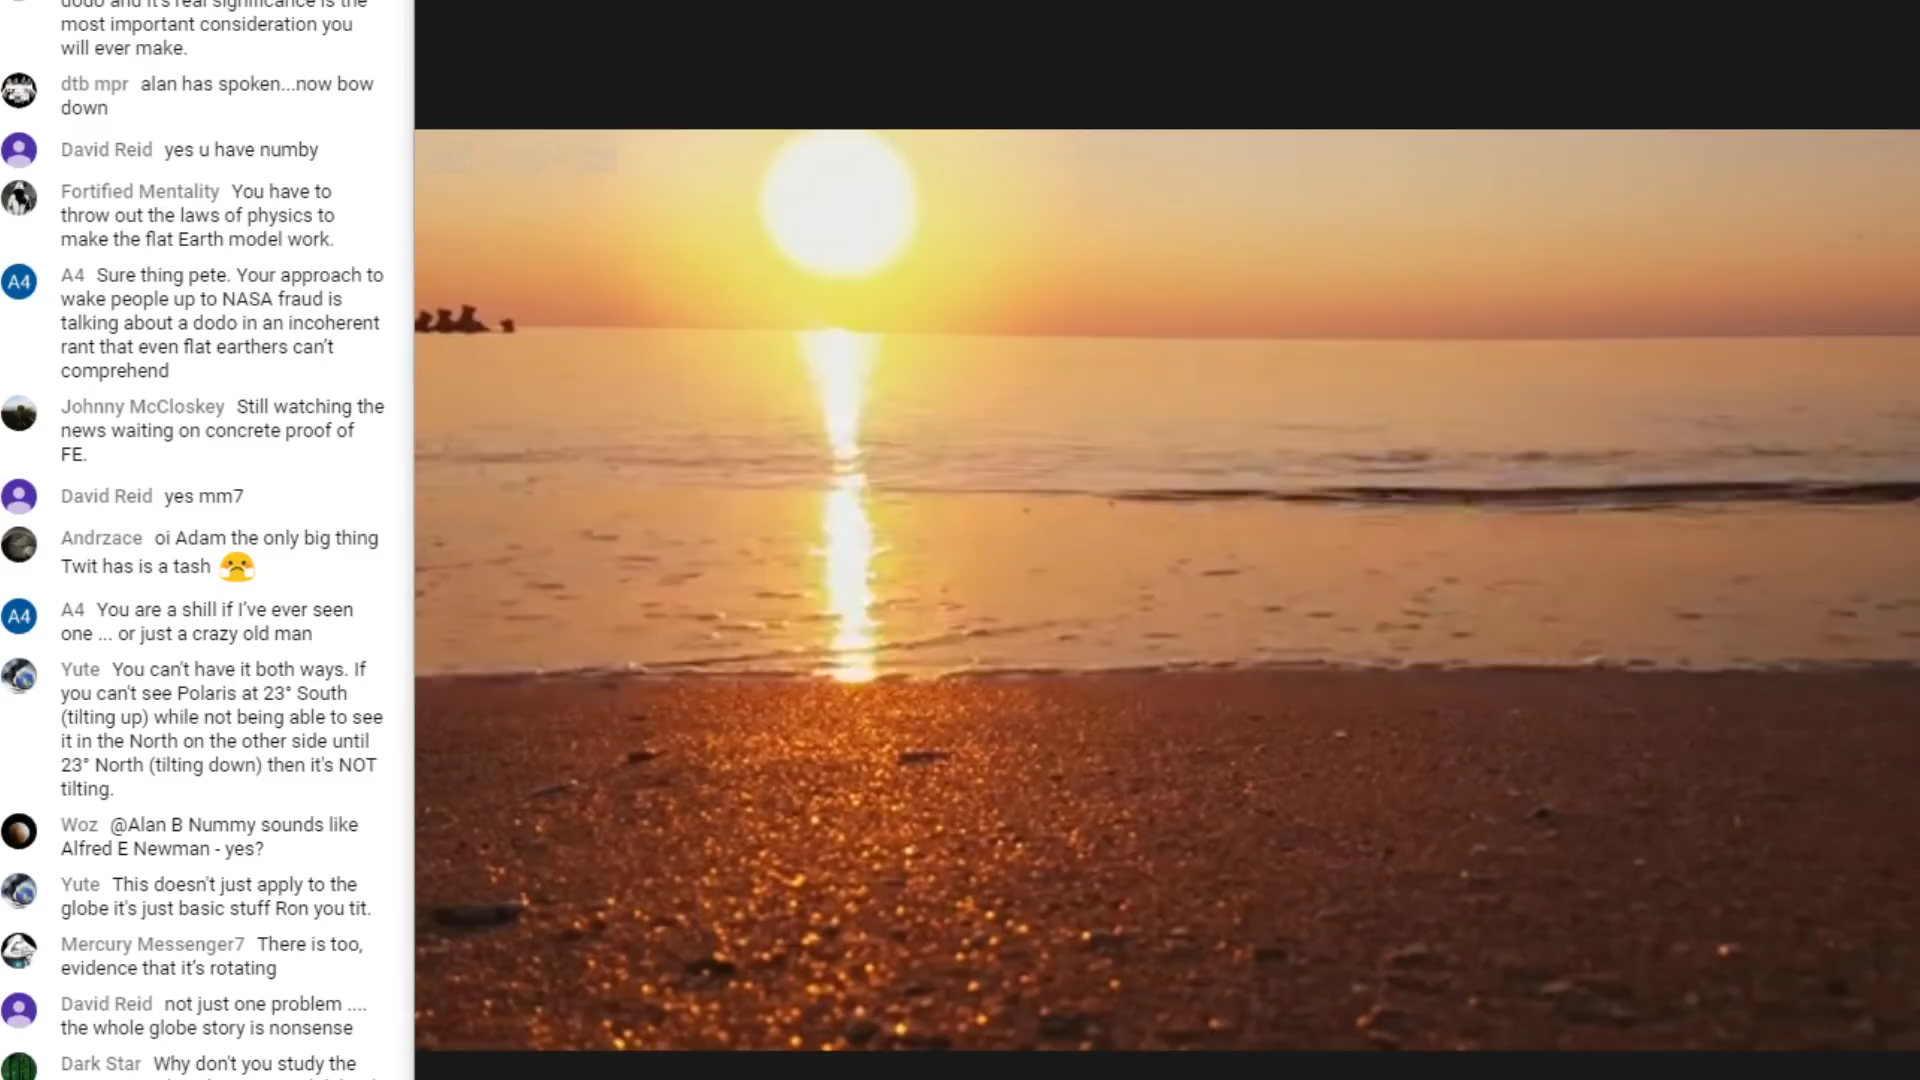 dodo and it's real significance is the
most important consideration you
will ever make.
dtb mpr alan has spoken...now bow
down
David Reid yes u have numby
Fortified Mentality You have to
throw out the laws of physics to
make the flat Earth model work.
A4 A4 Sure thing pete. Your approach to
wake people up to NASA fraud is
talking about a dodo in an incoherent
rant that even flat earthers can't
comprehend
Johnny McCloskey Still watching the
news waiting on concrete proof of
FE.
David Reid yes mm7
Andrzace oi Adam the only big thing
Twit has is a tash
A4 A4 You are a shill if I've ever seen
one ... or just a crazy old man
Yute You can't have it both ways. If
you can't see Polaris at 23° South
(tilting up) while not being able to see
it in the North on the other side until
23° North (tilting down) then it's NOT
tilting.
Woz @Alan B Nummy sounds like
Alfred E Newman - yes?
Yute This doesn't just apply to the
globe it's just basic stuff Ron you tit.
Mercury Messenger7 There is too,
evidence that it's rotating
David Reid not just one problem ....
the whole globe story is nonsense
Dark Star Why don't you study the